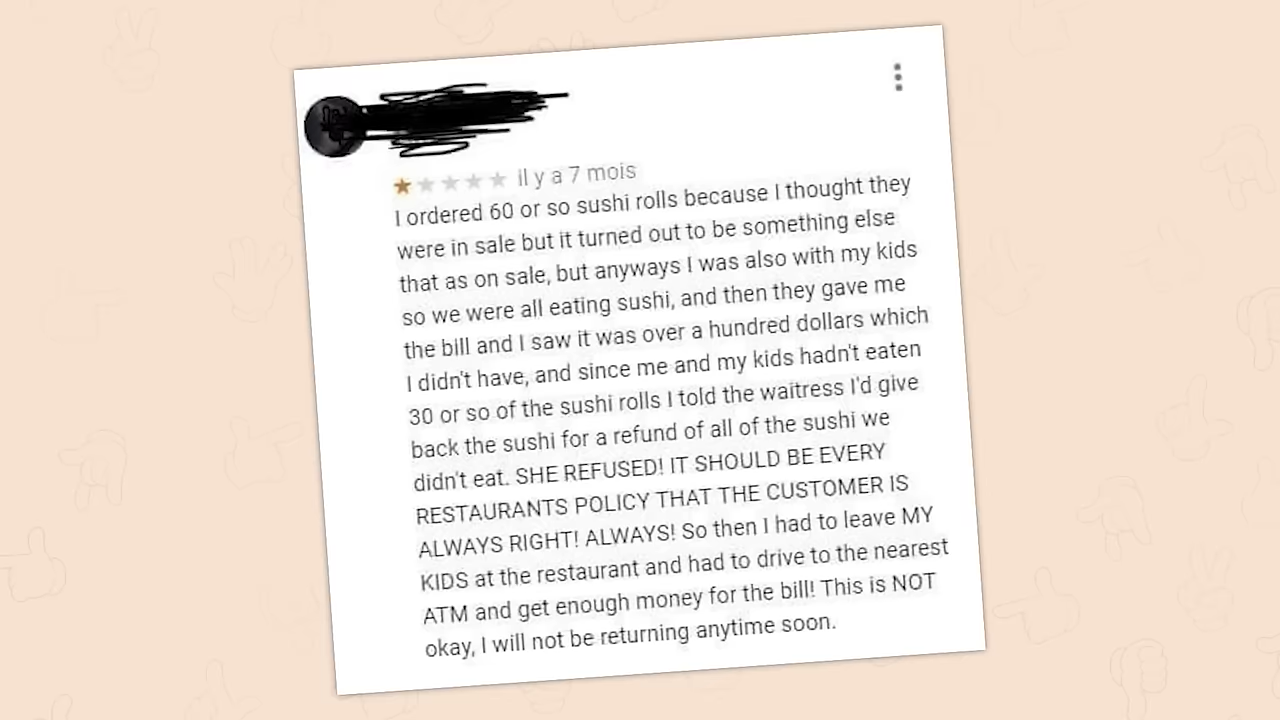 il y a 7 mois
I ordered 60 or so sushi rolls because I thought they
were in sale but it turned out to be something else
that as on sale, but anyways I was also with my kids
so we were all eating sushi, and then they gave me
the bill and I saw it was over a hundred dollars which
I didn't have, and since me and my kids hadn't eaten
30 or so of the sushi rolls I told the waitress I'd give
back the sushi for a refund of all of the sushi we
didn't eat. SHE REFUSED! IT SHOULD BE EVERY
RESTAURANTS POLICY THAT THE CUSTOMER IS
ALWAYS RIGHT! ALWAYS! So then I had to leave MY
KIDS at the restaurant and had to drive to the nearest
ATM and get enough money for the bill! This is NOT
okay, I will not be returning anytime soon.